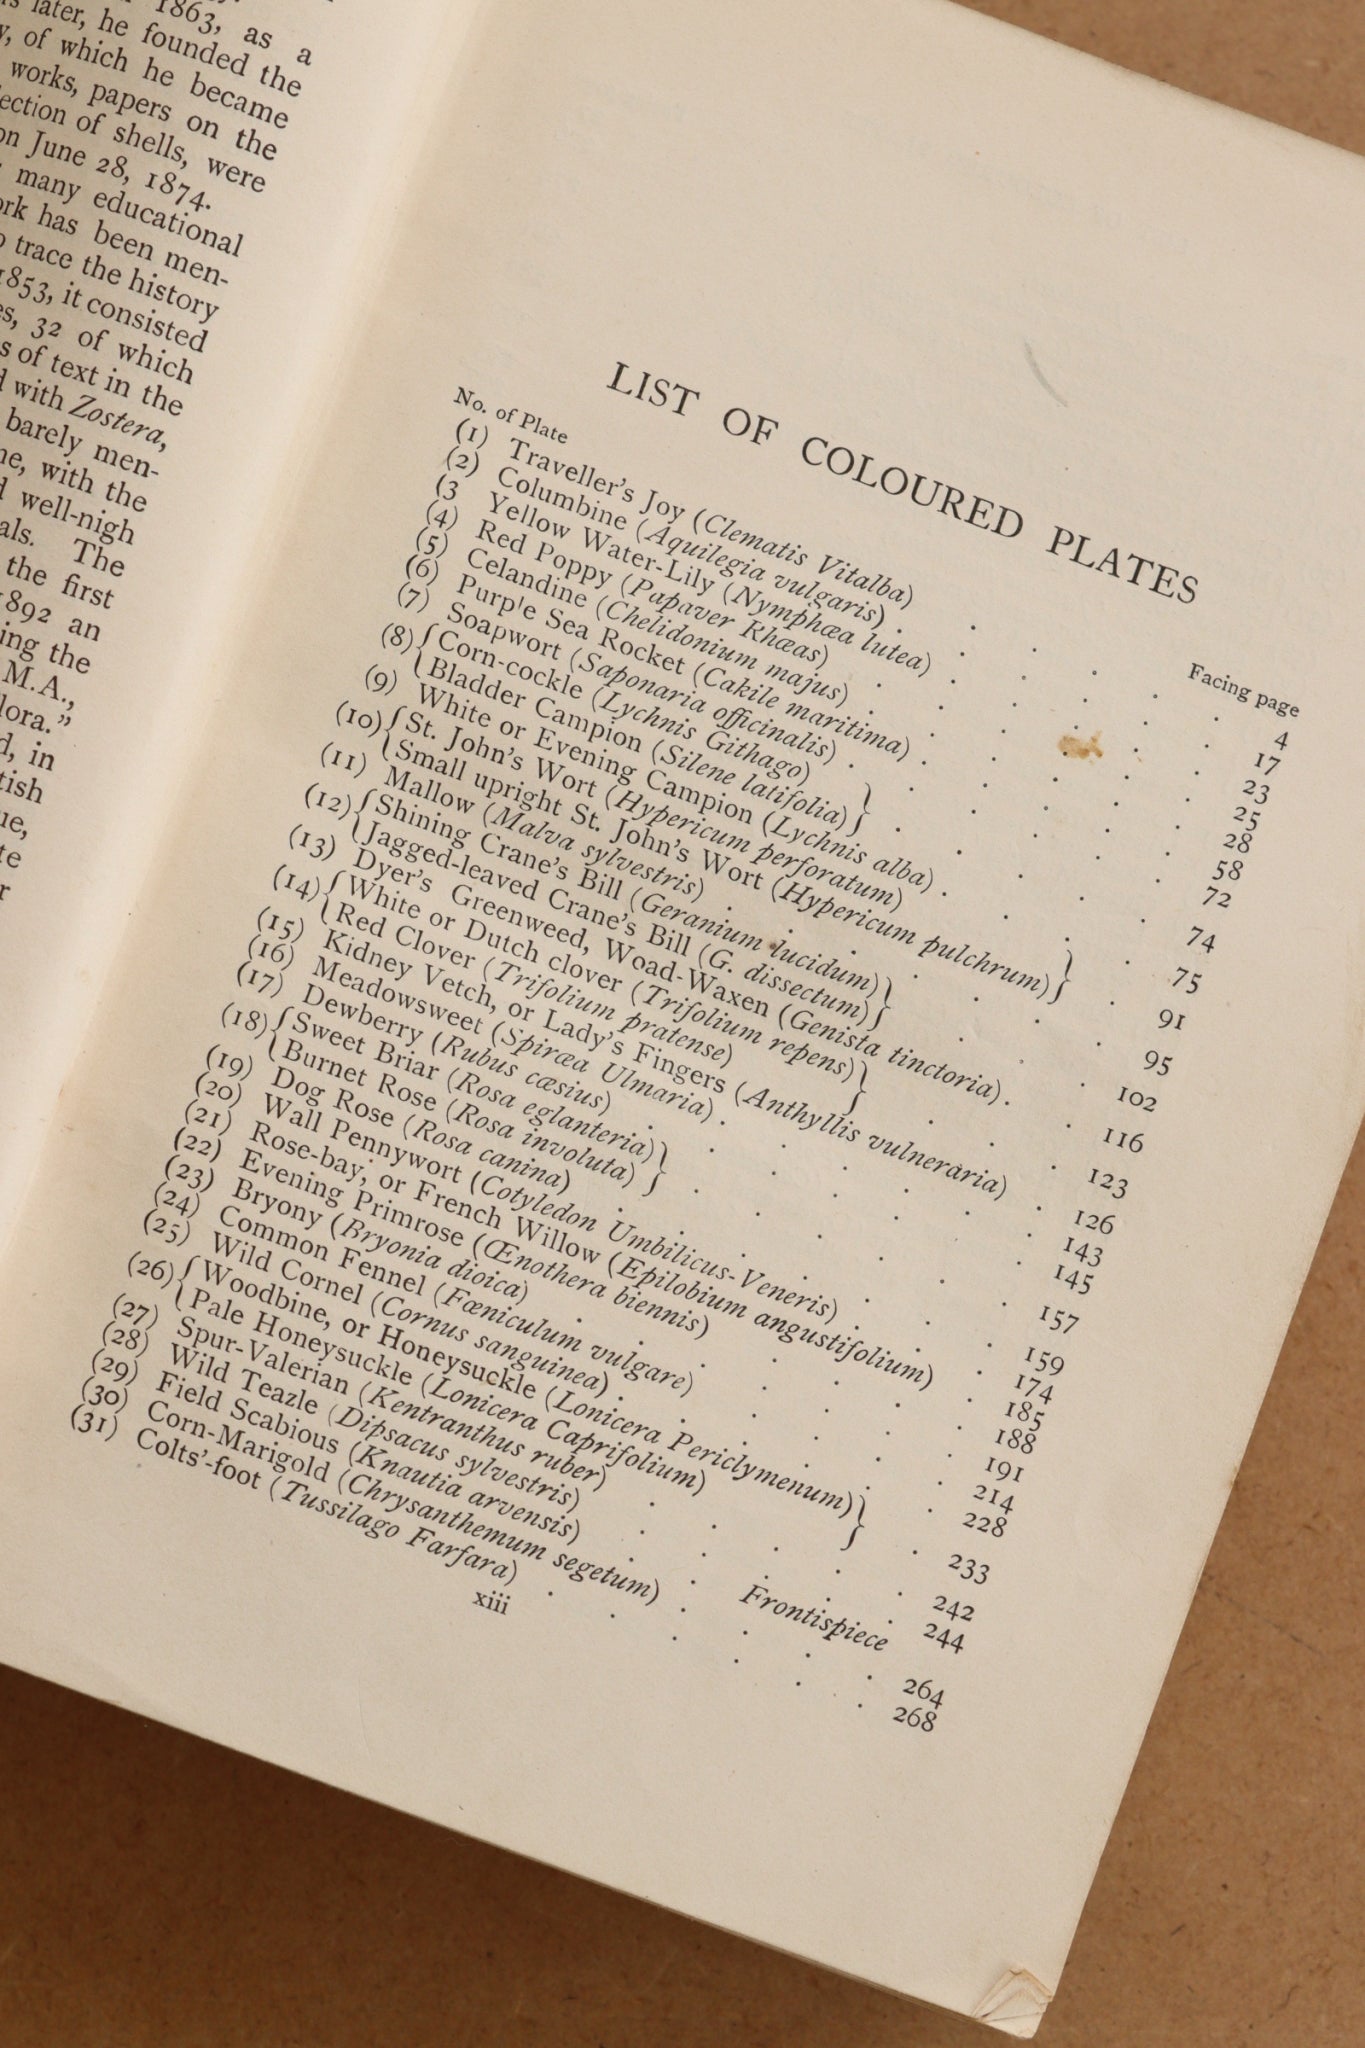 1863, as a
later, he founded the
of which he became
works, papers on the
of shells, were
June 28, 1874.
many educational
has been men-
trace the history
1853, it consisted
32 of which
of text in the
with Zostera,
barely men-
with the
well-nigh
The
the first
1892 an
the
M.A.,
in
LIST OF COLOURED PLATES
No. of Plate Facing page
(1) Traveller's Joy (Clematis Vitalba) 4
(2) Columbine (Aquilegia vulgaris) 17
(3 Yellow Water-Lily (Nymphæa lutea) 23
(4) Red Poppy (Papaver Rhæas) 25
(5) Celandine (Chelidonium majus) 28
(6) Purple Sea Rocket (Cakile maritima) 58
(7) Soapwort (Saponaria officinalis) 72
(8) { Corn-cockle (Lychnis Githago) }
{ Bladder Campion (Silene latifolia) } 74
(9) White or Evening Campion (Lychnis alba) 75
(10) { St. John's Wort (Hypericum perforatum) }
{ Small upright St. John's Wort (Hypericum pulchrum) } 91
(11) Mallow (Malva sylvestris) 95
(12) { Shining Crane's Bill (Geranium lucidum) }
{ Jagged-leaved Crane's Bill (G. dissectum) } 102
(13) Dyer's Greenweed, Woad-Waxen (Genista tinctoria) 116
(14) { White or Dutch clover (Trifolium repens) }
{ Red Clover (Trifolium pratense) } 123
(15) Kidney Vetch, or Lady's Fingers (Anthyllis vulneraria) 126
(16) Meadowsweet (Spiræa Ulmaria) 143
(17) Dewberry (Rubus cæsius) 145
(18) { Sweet Briar (Rosa eglanteria) }
{ Burnet Rose (Rosa involuta) } 157
(19) Dog Rose (Rosa canina) 159
(20) Wall Pennywort (Cotyledon Umbilicus-Veneris) 174
(21) Rose-bay, or French Willow (Epilobium angustifolium) 185
(22) Evening Primrose (Œnothera biennis) 188
(23) Bryony (Bryonia dioica) 191
(24) Common Fennel (Fœniculum vulgare) 214
(25) Wild Cornel (Cornus sanguinea) 228
(26) { Woodbine, or Honeysuckle (Lonicera Periclymenum) }
{ Pale Honeysuckle (Lonicera Caprifolium) } 233
(27) Spur-Valerian (Kentranthus ruber) 242
(28) Wild Teazle (Dipsacus sylvestris) 244
(29) Field Scabious (Knautia arvensis) Frontispiece
(30) Corn-Marigold (Chrysanthemum segetum) 264
(31) Colts'-foot (Tussilago Farfara) 268
xiii